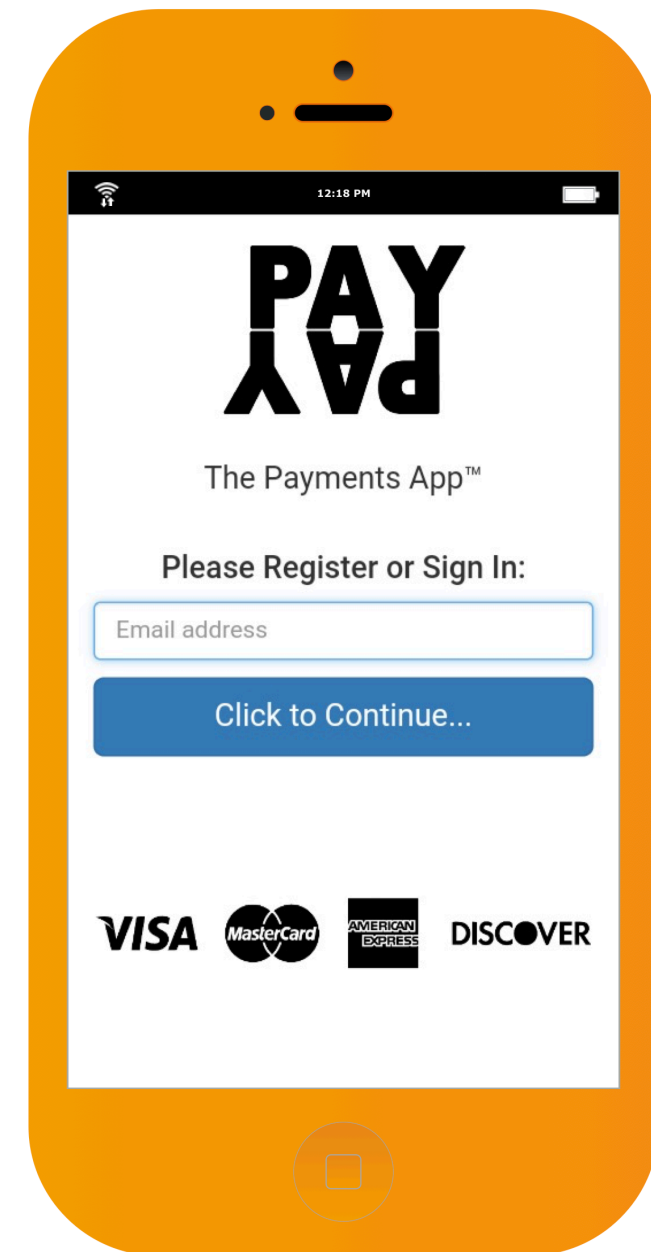 12:18 PM
PAY
PAY
The Payments App™
Please Register or Sign In:
Email address
Click to Continue...
VISA MasterCard AMERICAN EXPRESS DISCOVER